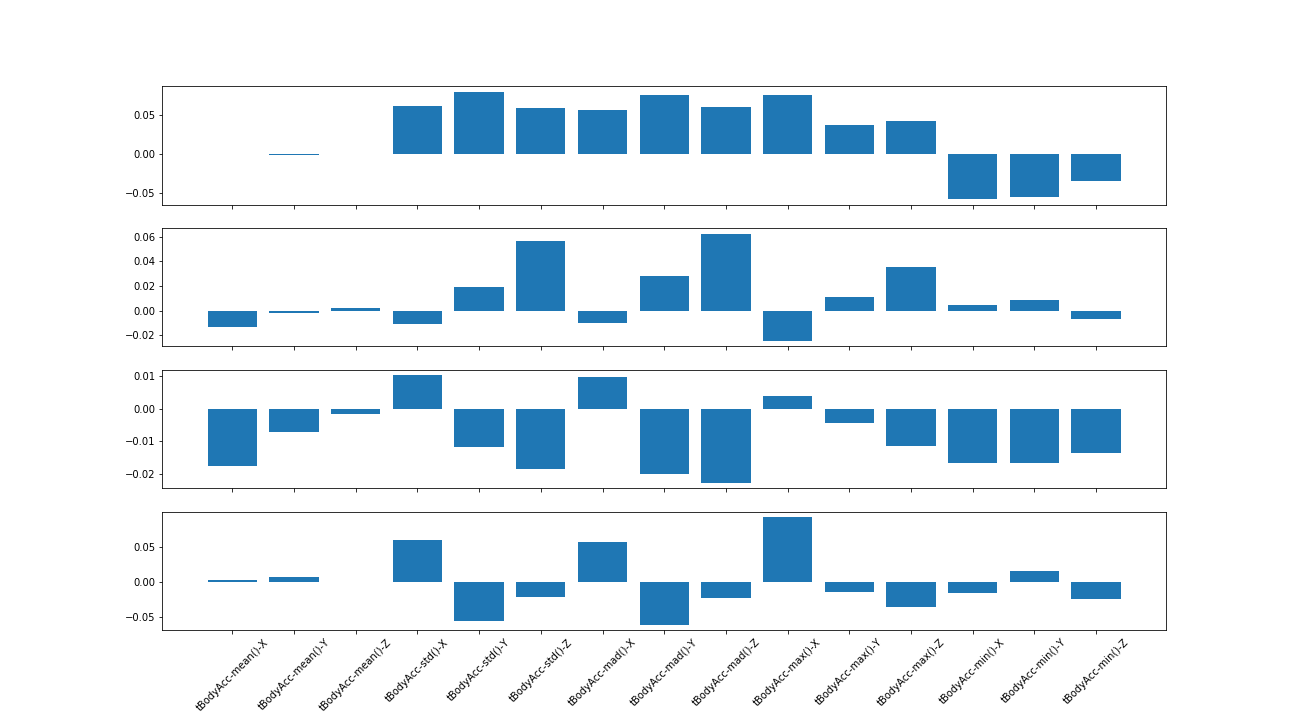 0.05
0.00
−0.05
0.06
0.04
0.02
0.00
−0.02
0.01
0.00
−0.01
−0.02
0.05
0.00
−0.05
tBodyAcc-mean()-X
tBodyAcc-mean()-Y
tBodyAcc-mean()-Z
tBodyAcc-std()-X
tBodyAcc-std()-Y
tBodyAcc-std()-Z
tBodyAcc-mad()-X
tBodyAcc-mad()-Y
tBodyAcc-mad()-Z
tBodyAcc-max()-X
tBodyAcc-max()-Y
tBodyAcc-max()-Z
tBodyAcc-min()-X
tBodyAcc-min()-Y
tBodyAcc-min()-Z